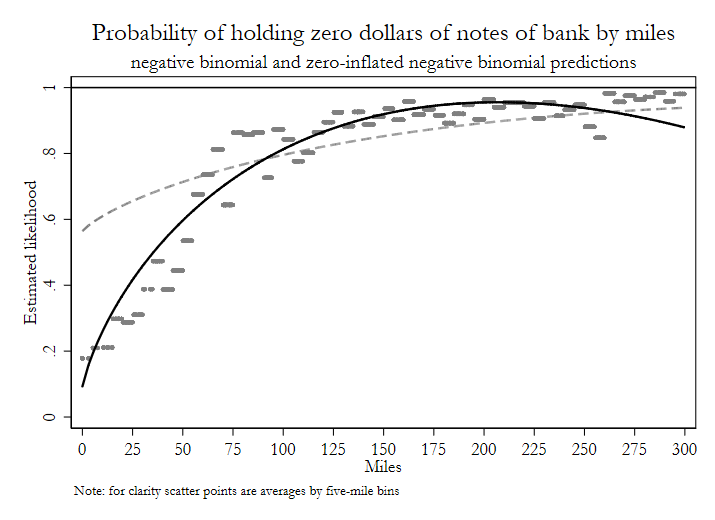 Probability of holding zero dollars of notes of bank by miles
negative binomial and zero-inflated negative binomial predictions
Estimated likelihood
1
.8
.6
.4
.2
0
0 25 50 75 100 125 150 175 200 225 250 275 300
Miles
Note: for clarity scatter points are averages by five-mile bins